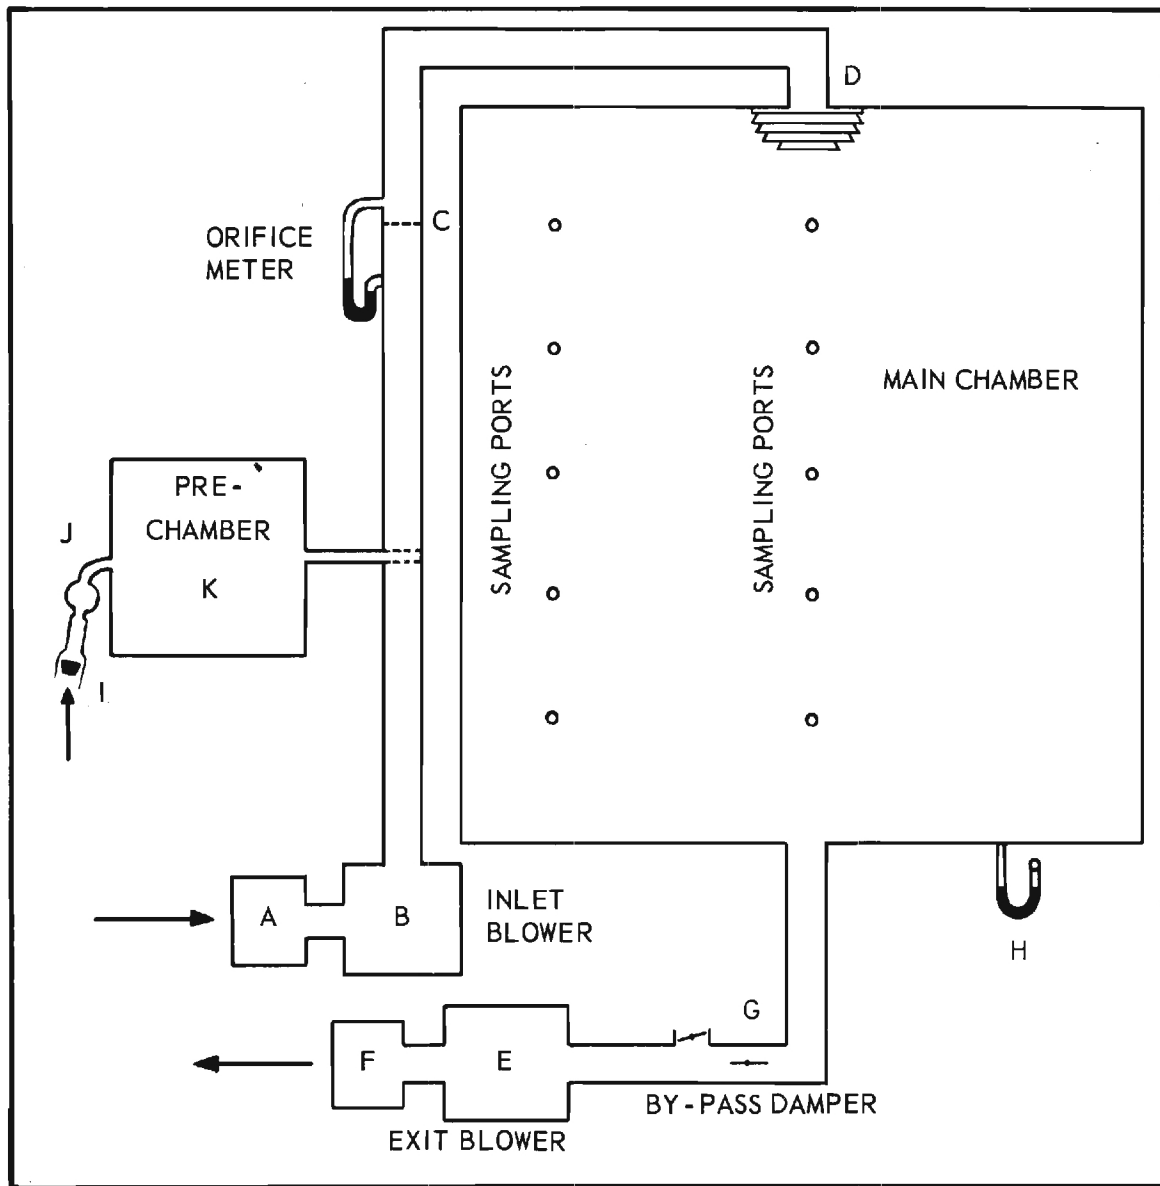 D
C
ORIFICE
METER
SAMPLING PORTS
SAMPLING PORTS
MAIN CHAMBER
PRE-
CHAMBER
K
J
I
A
B
INLET
BLOWER
H
G
F
E
BY-PASS DAMPER
EXIT BLOWER